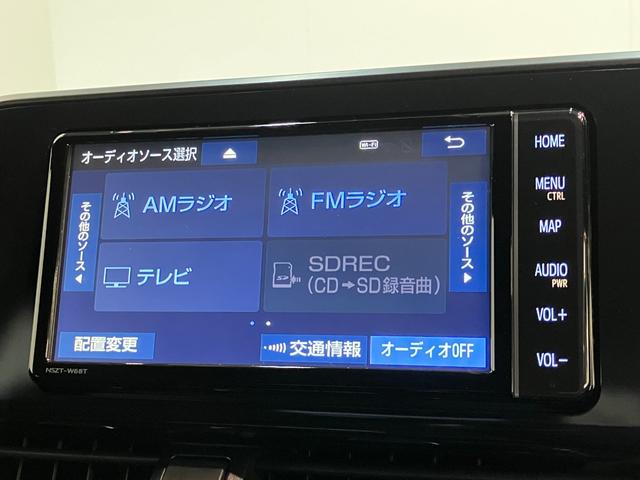 オーディオソース選択
Wi-Fi
その他のソース
AMラジオ
FMラジオ
その他のソース
テレビ
SDREC
(CD→SD録音曲)
配置変更
交通情報
オーディオOFF
NSZT-W68T
HOME
MENU
CTRL
MAP
AUDIO
PWR
VOL+
VOL−